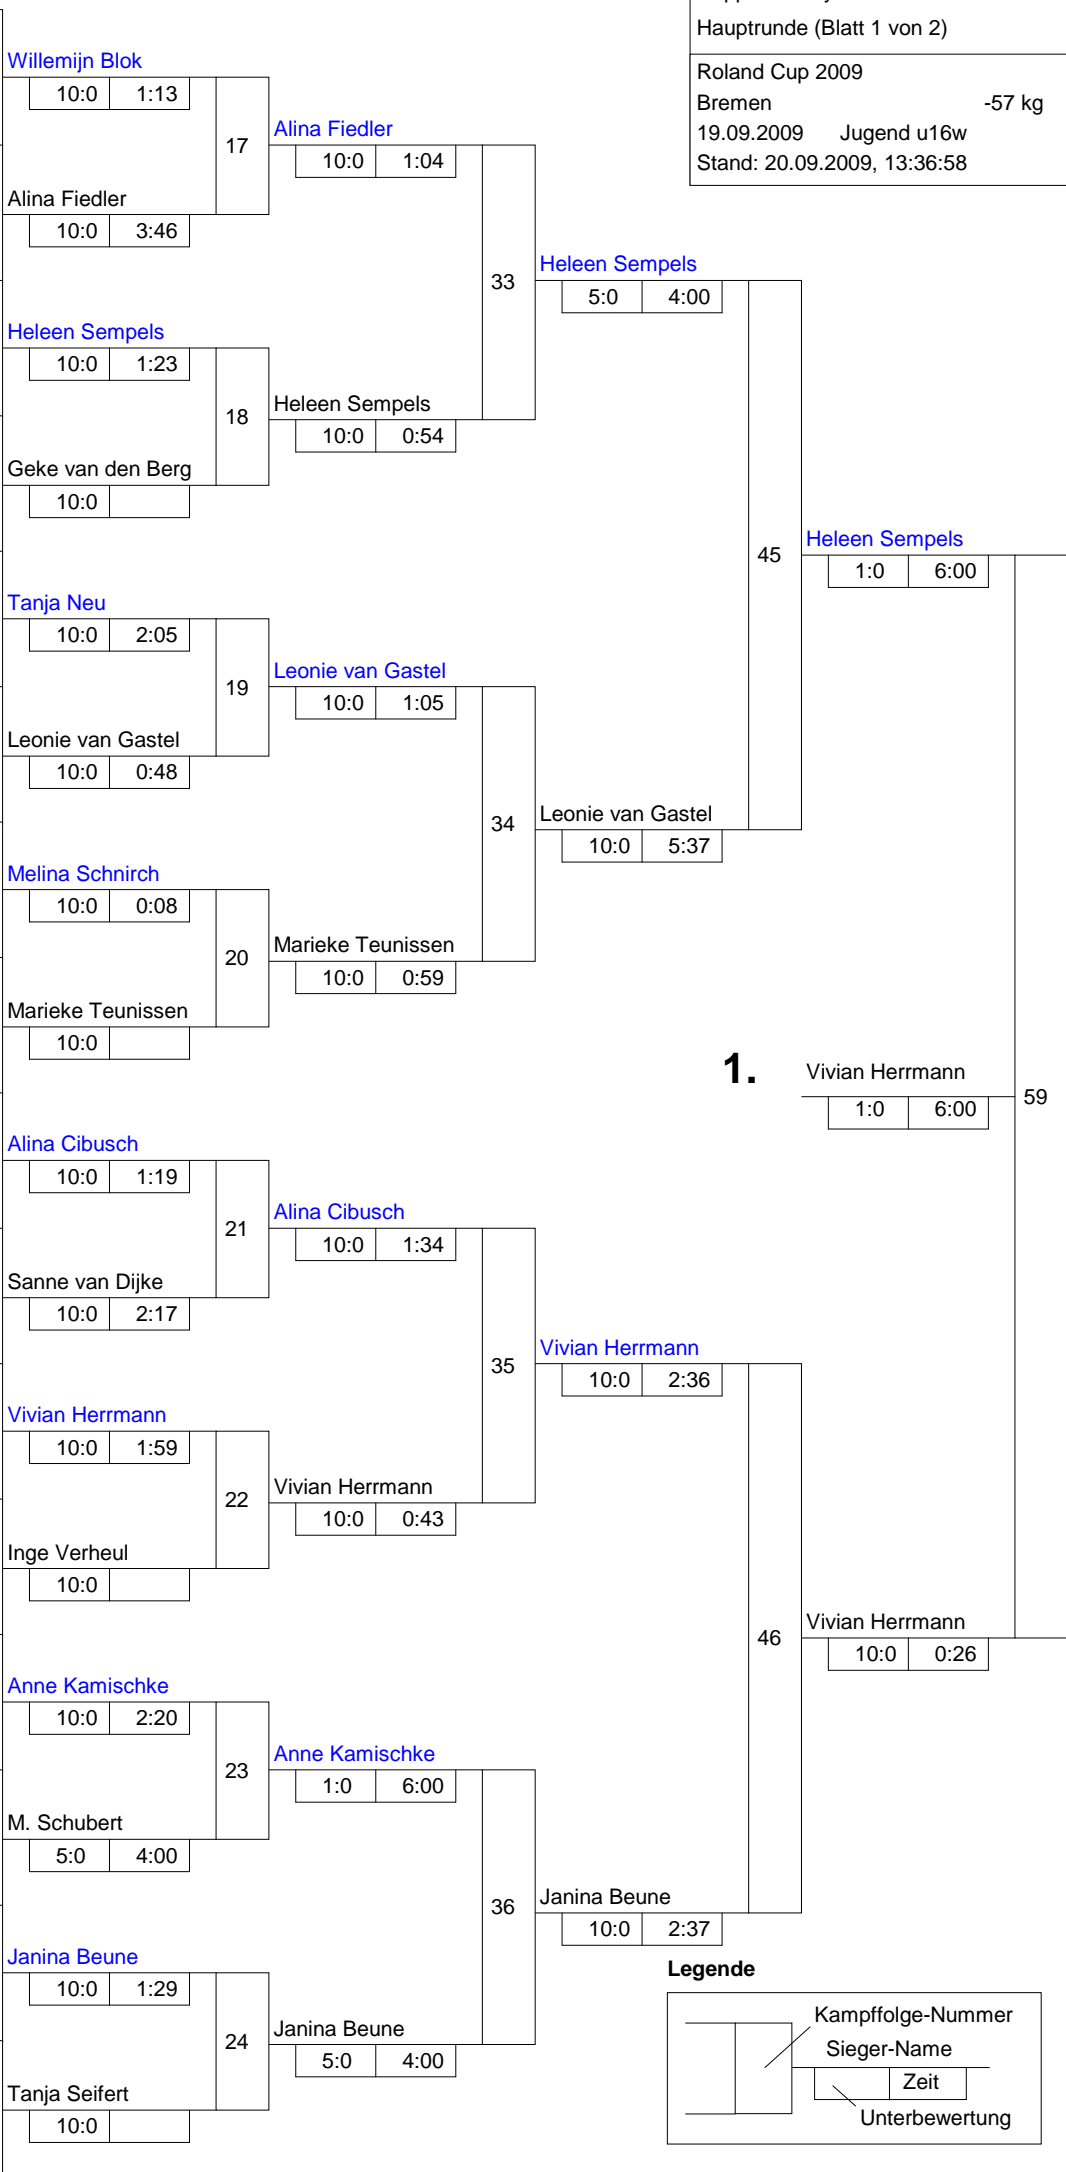 Hauptrunde (Blatt 1 von 2)
Roland Cup 2009
Bremen -57 kg
19.09.2009 Jugend u16w
Stand: 20.09.2009, 13:36:58
Willemijn Blok
10:0 1:13
17
Alina Fiedler
10:0 3:46
Heleen Sempels
10:0 1:23
18
Geke van den Berg
10:0
Tanja Neu
10:0 2:05
19
Leonie van Gastel
10:0 0:48
Melina Schnirch
10:0 0:08
20
Marieke Teunissen
10:0
Alina Cibusch
10:0 1:19
21
Sanne van Dijke
10:0 2:17
Vivian Herrmann
10:0 1:59
22
Inge Verheul
10:0
Anne Kamischke
10:0 2:20
23
M. Schubert
5:0 4:00
Janina Beune
10:0 1:29
24
Tanja Seifert
10:0
Alina Fiedler
10:0 1:04
33
Heleen Sempels
10:0 0:54
Leonie van Gastel
10:0 1:05
34
Marieke Teunissen
10:0 0:59
Alina Cibusch
10:0 1:34
35
Vivian Herrmann
10:0 0:43
Anne Kamischke
1:0 6:00
36
Janina Beune
5:0 4:00
Heleen Sempels
5:0 4:00
45
Leonie van Gastel
10:0 5:37
Vivian Herrmann
10:0 2:36
46
Janina Beune
10:0 2:37
Heleen Sempels
1:0 6:00
1. Vivian Herrmann
1:0 6:00
59
Vivian Herrmann
10:0 0:26
Legende
Kampffolge-Nummer
Sieger-Name
Zeit
Unterbewertung